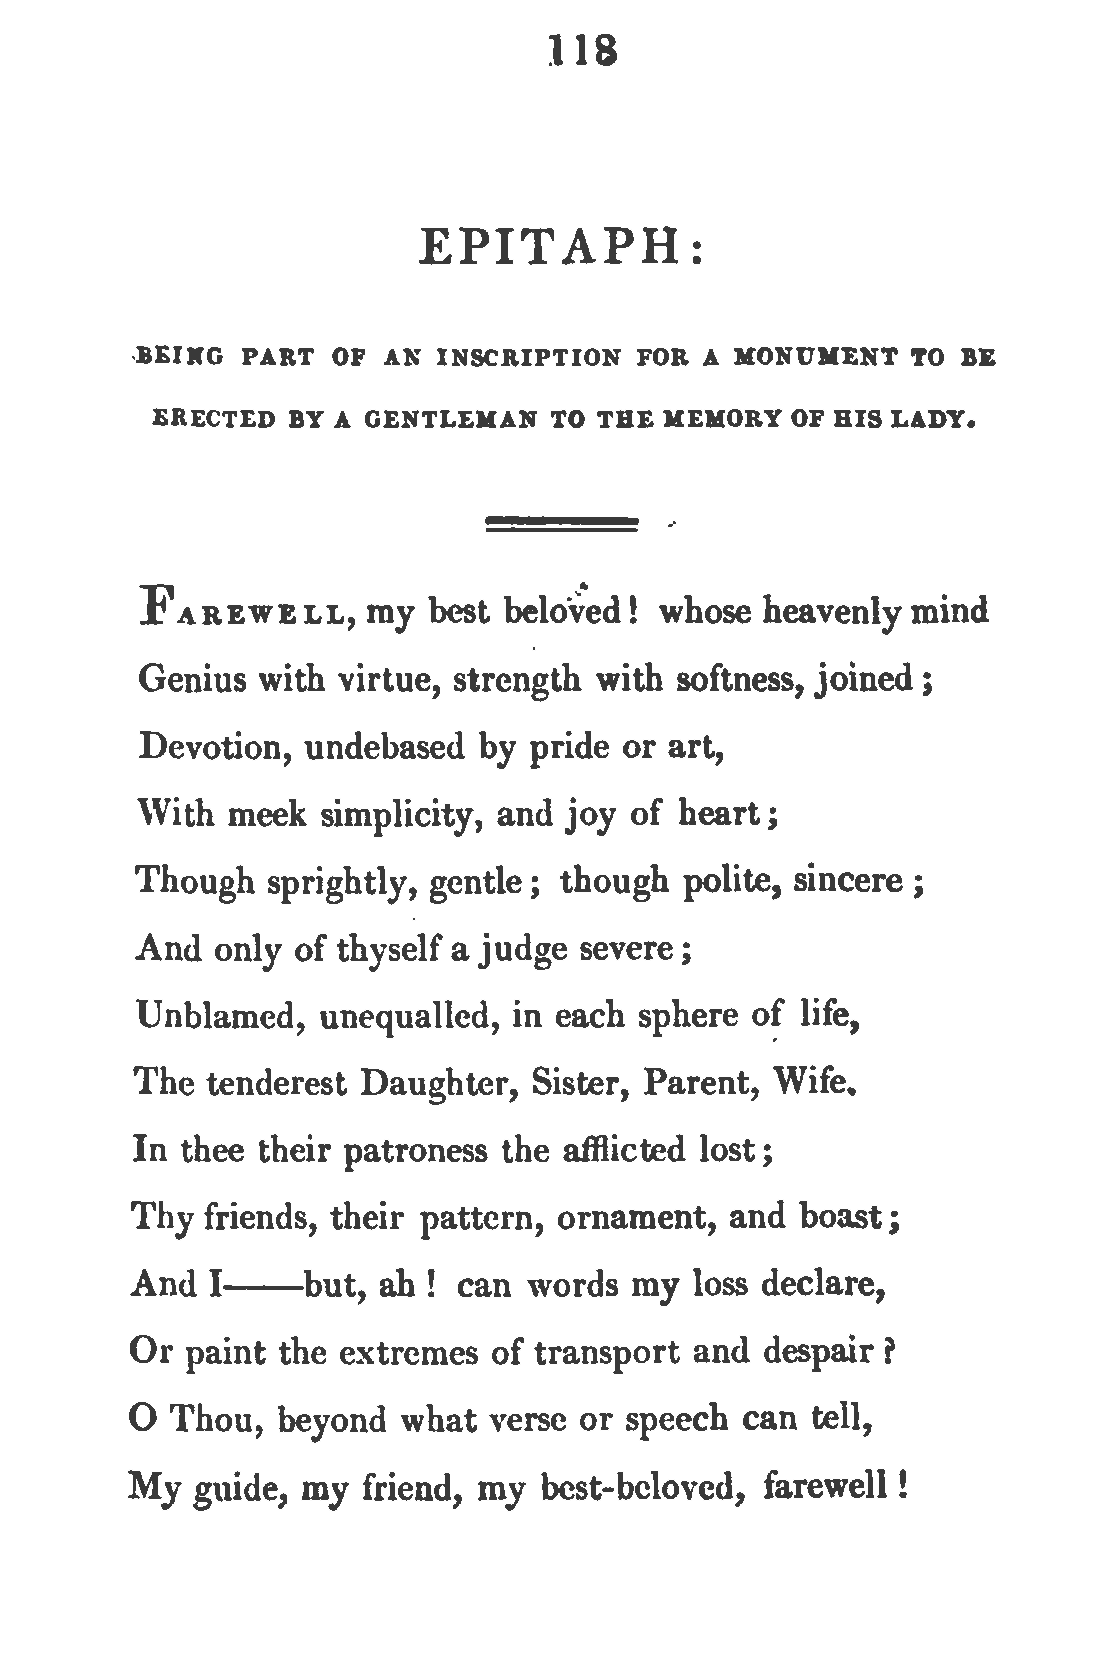 118
EPITAPH:
BEING PART OF AN INSCRIPTION FOR A MONUMENT TO BE
ERECTED BY A GENTLEMAN TO THE MEMORY OF HIS LADY.
FAREWELL, my best beloved! whose heavenly mind
Genius with virtue, strength with softness, joined;
Devotion, undebased by pride or art,
With meek simplicity, and joy of heart;
Though sprightly, gentle; though polite, sincere;
And only of thyself a judge severe;
Unblamed, unequalled, in each sphere of life,
The tenderest Daughter, Sister, Parent, Wife.
In thee their patroness the afflicted lost;
Thy friends, their pattern, ornament, and boast;
And I——but, ah! can words my loss declare,
Or paint the extremes of transport and despair?
O Thou, beyond what verse or speech can tell,
My guide, my friend, my best-beloved, farewell!